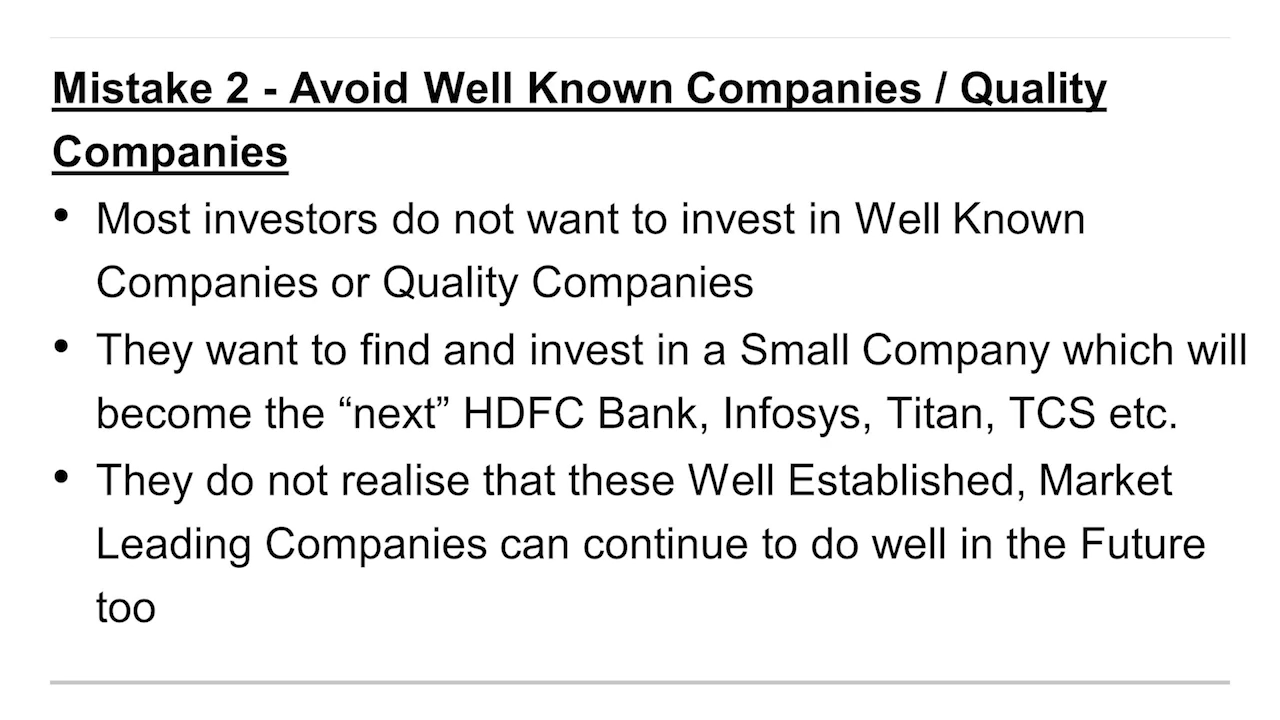 Mistake 2 - Avoid Well Known Companies / Quality
Companies
• Most investors do not want to invest in Well Known
Companies or Quality Companies
• They want to find and invest in a Small Company which will
become the “next” HDFC Bank, Infosys, Titan, TCS etc.
• They do not realise that these Well Established, Market
Leading Companies can continue to do well in the Future
too